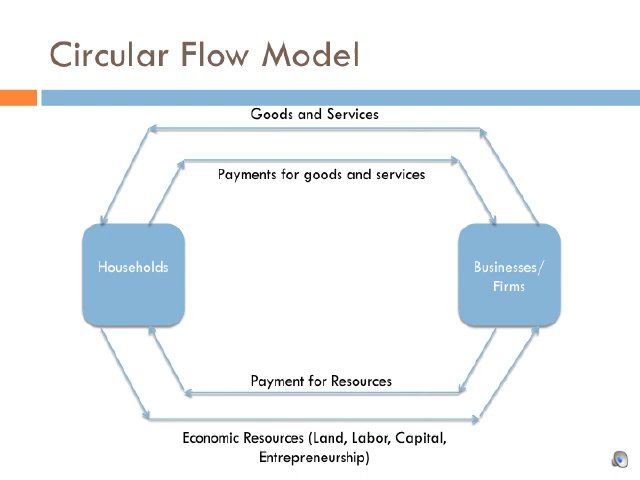 Circular Flow Model
Goods and Services
Payments for goods and services
Households
Businesses/
Firms
Payment for Resources
Economic Resources (Land, Labor, Capital,
Entrepreneurship)